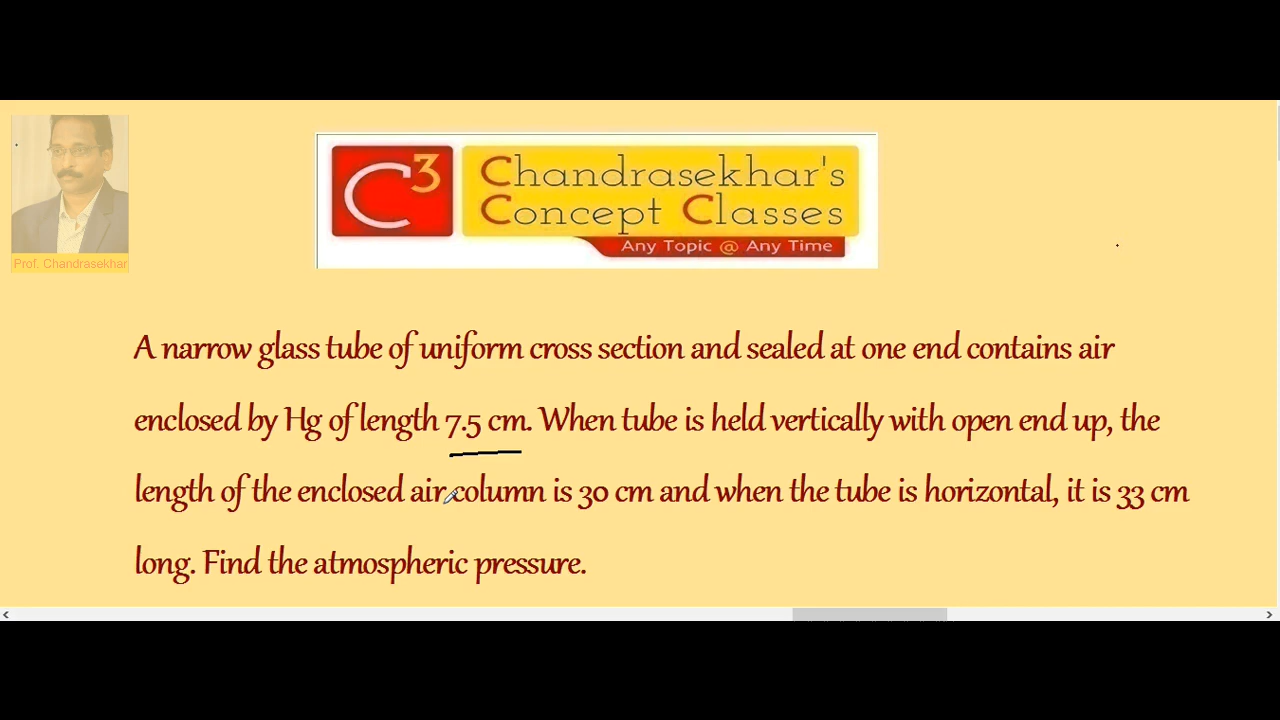 C3
Chandrasekhar's
Concept Classes
Any Topic @ Any Time
Prof. Chandrasekhar
A narrow glass tube of uniform cross section and sealed at one end contains air
enclosed by Hg of length 7.5 cm. When tube is held vertically with open end up, the
length of the enclosed air column is 30 cm and when the tube is horizontal, it is 33 cm
long. Find the atmospheric pressure.